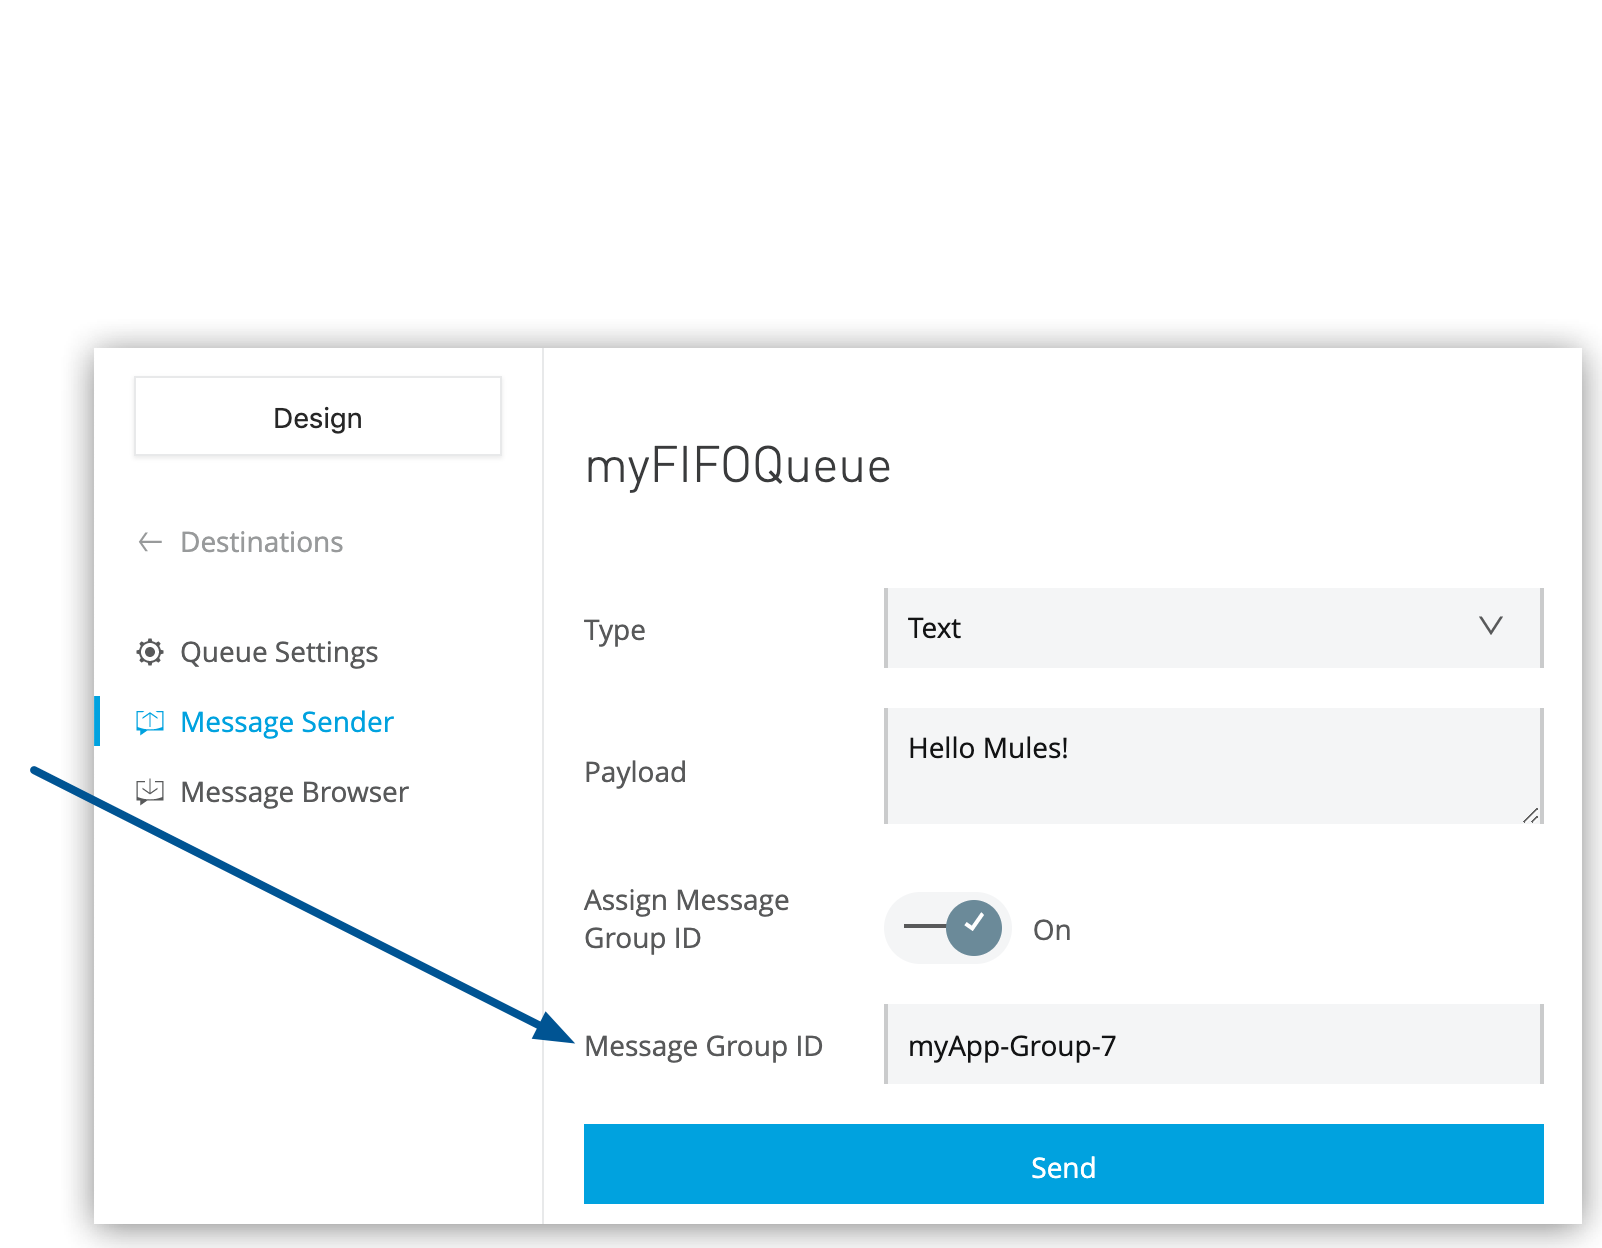 Design
Destinations
Queue Settings
Message Sender
Message Browser
myFIFOQueue
Type
Text
Payload
Hello Mules!
Assign Message
Group ID
On
Message Group ID
myApp-Group-7
Send